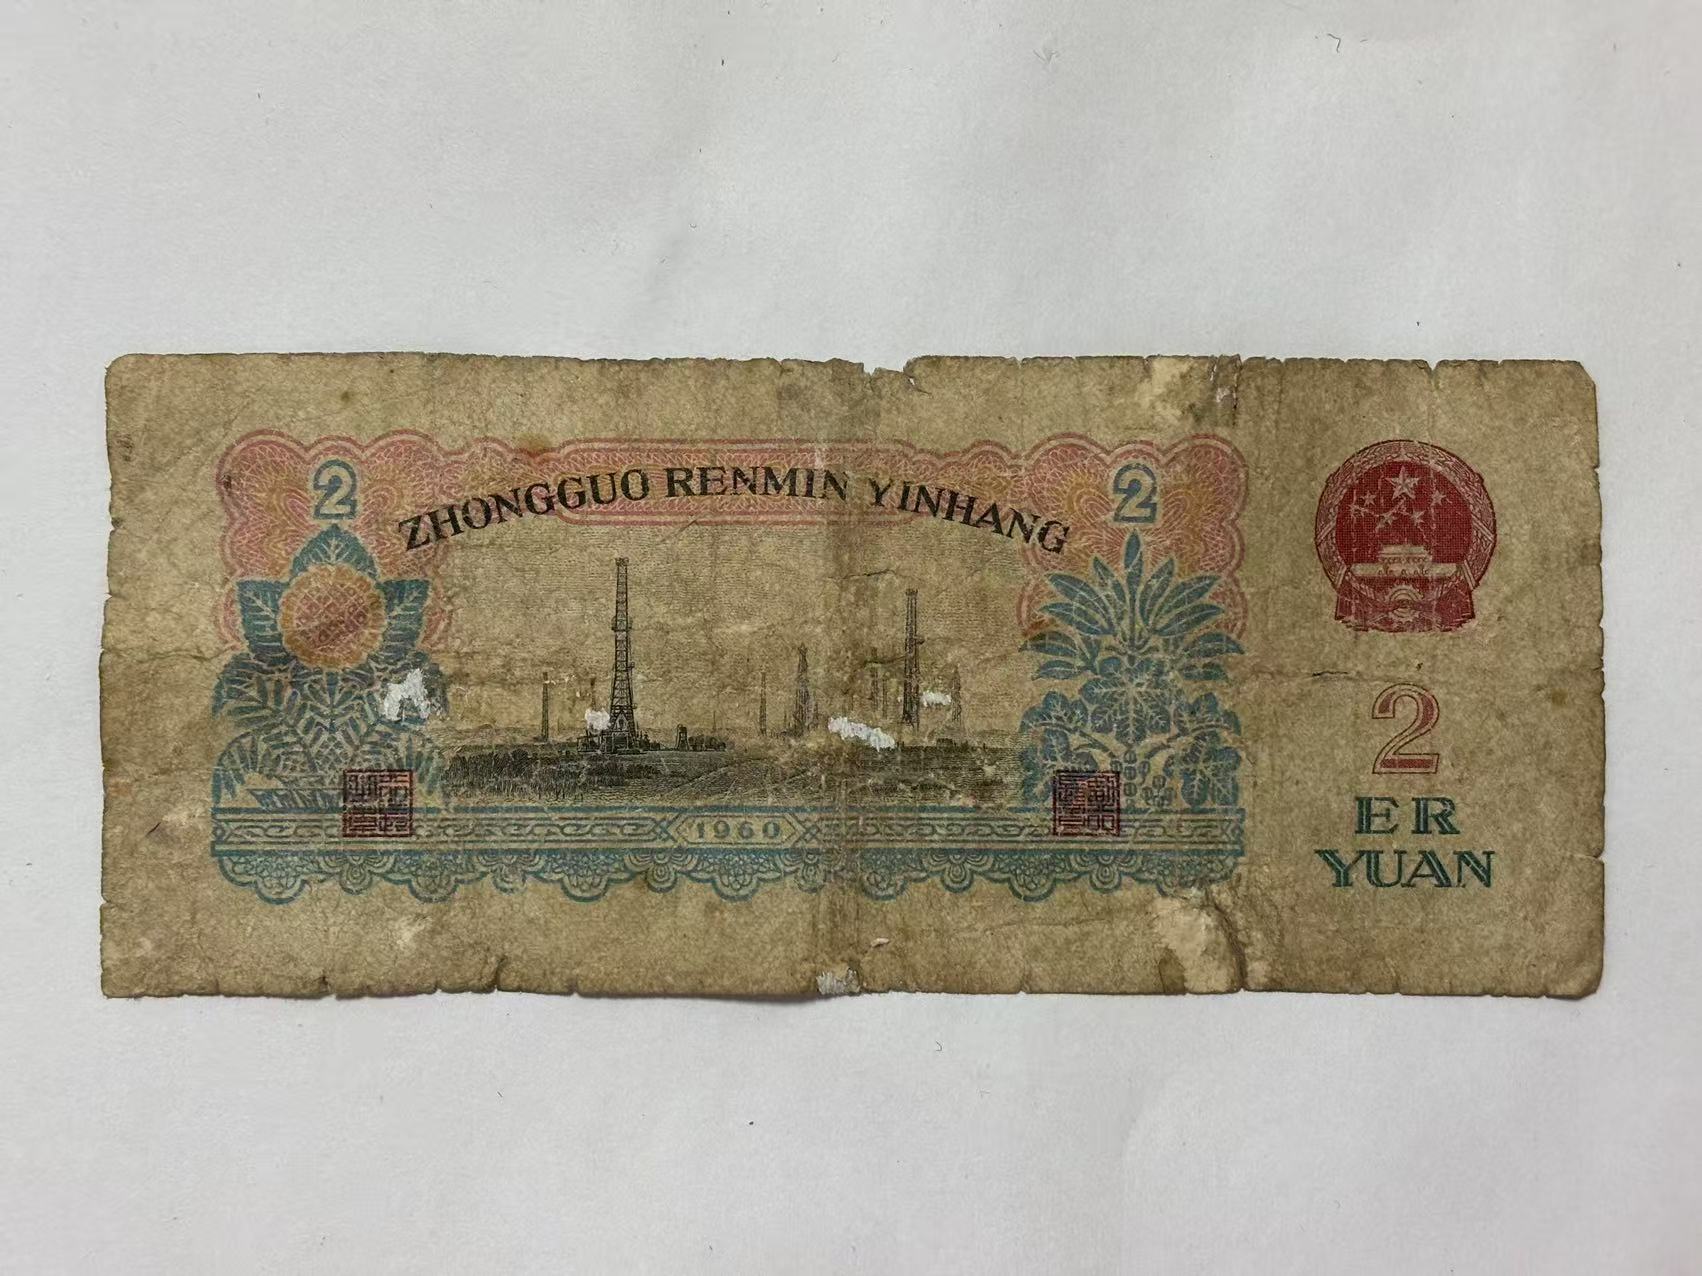 2
2
ZHONGGUO RENMIN YINHANG
1960
2
ER
YUAN